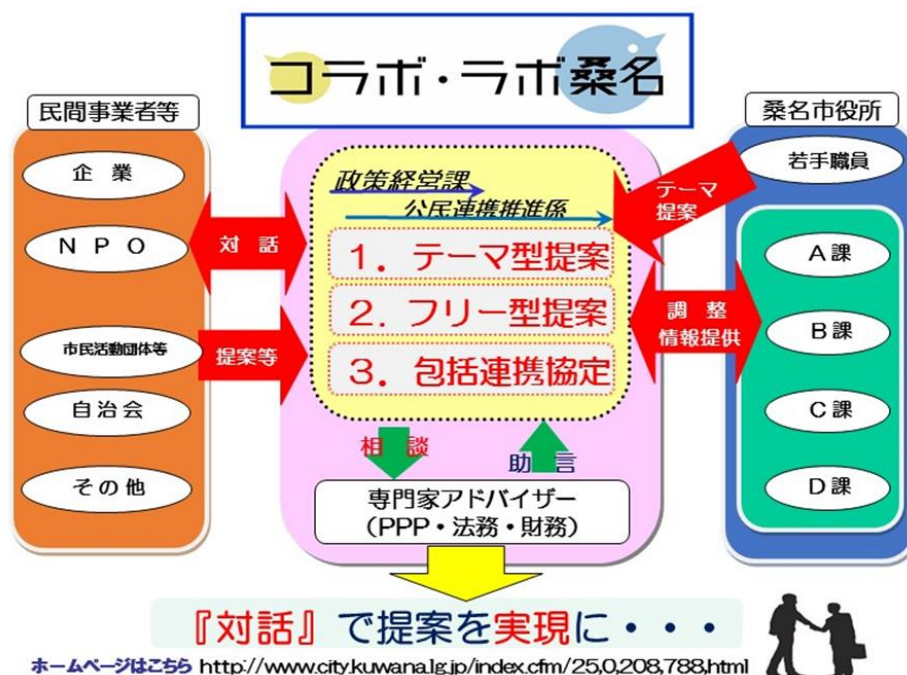 コラボ・ラボ桑名
民間事業者等
企 業
N P O
市民活動団体等
自治会
その他
対 話
提案等
政策経営課
公民連携推進係
1. テーマ型提案
2. フリー型提案
3. 包括連携協定
相 談
助 言
専門家アドバイザー
(PPP・法務・財務)
桑名市役所
若手職員
テーマ
提案
調 整
情報提供
A課
B課
C課
D課
『対話』で提案を実現に・・・
ホームページはこちら http://www.city.kuwana.lg.jp/index.cfm/25,0,208,788,html